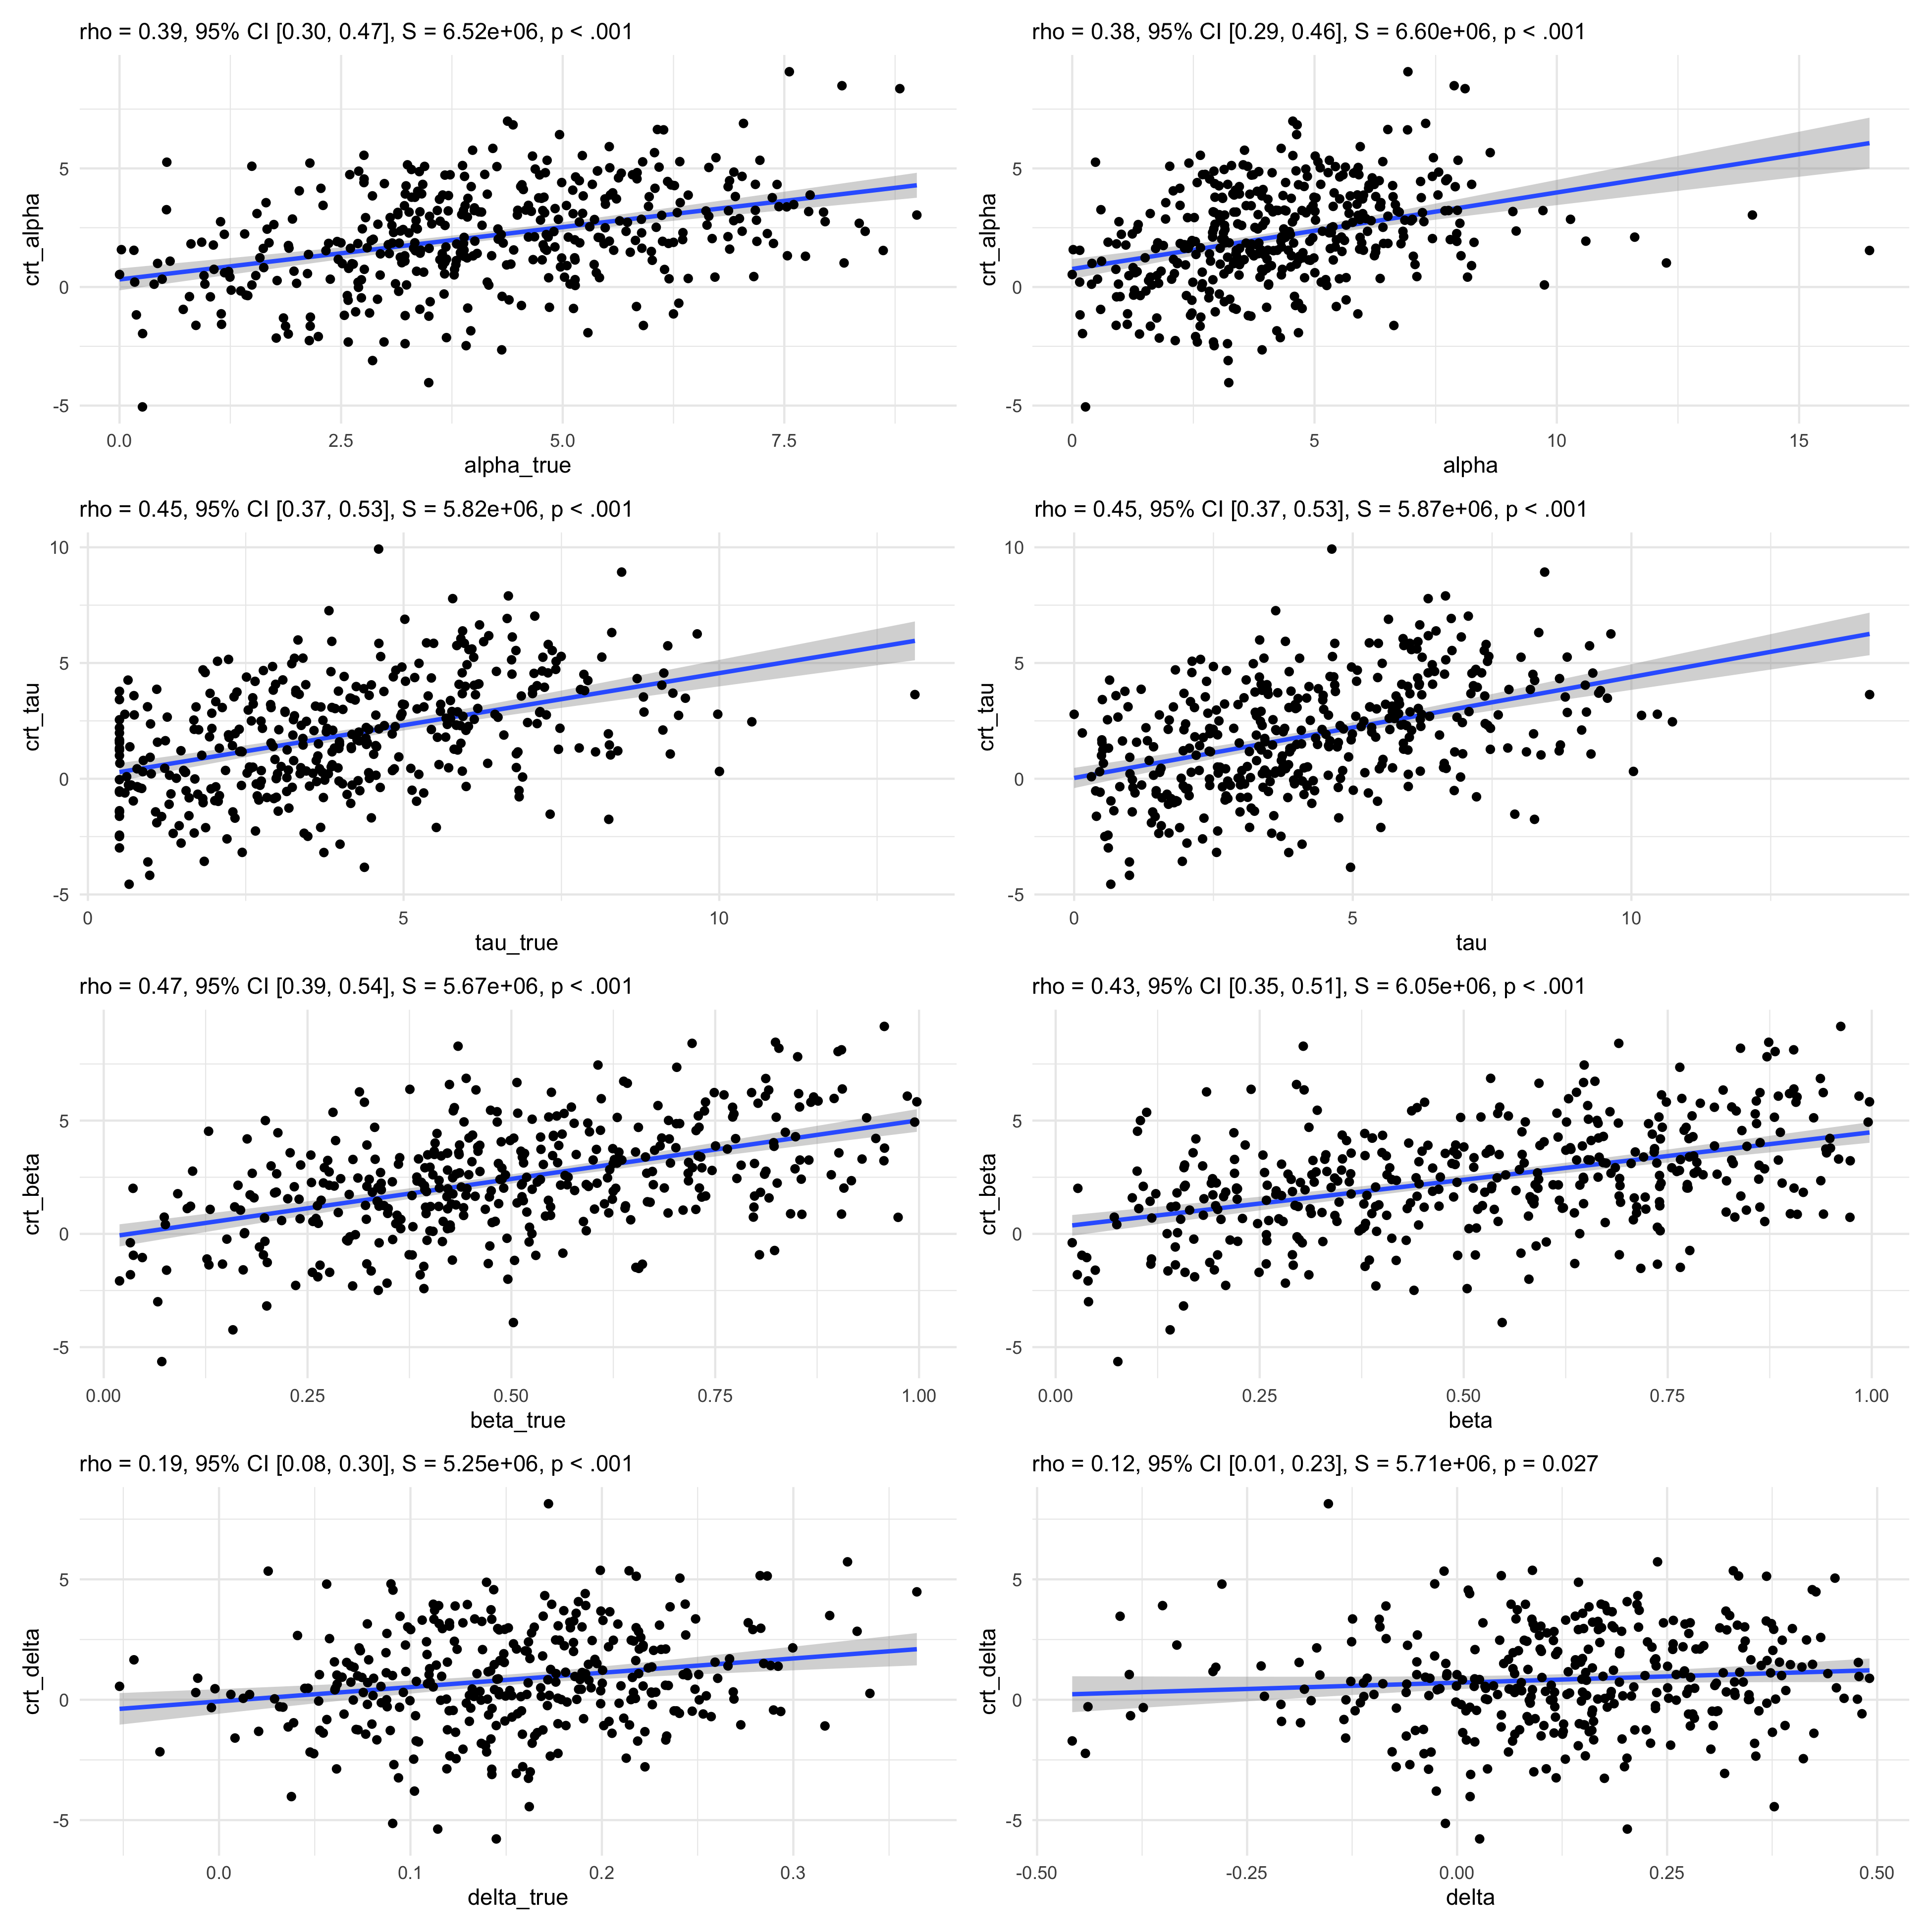 rho = 0.39, 95% CI [0.30, 0.47], S = 6.52e+06, p < .001
5
0
-5
crt_alpha
0.0 2.5 5.0 7.5
alpha_true
rho = 0.38, 95% CI [0.29, 0.46], S = 6.60e+06, p < .001
5
0
-5
crt_alpha
0 5 10 15
alpha
rho = 0.45, 95% CI [0.37, 0.53], S = 5.82e+06, p < .001
10
5
0
-5
crt_tau
0 5 10
tau_true
rho = 0.45, 95% CI [0.37, 0.53], S = 5.87e+06, p < .001
10
5
0
-5
crt_tau
0 5 10
tau
rho = 0.47, 95% CI [0.39, 0.54], S = 5.67e+06, p < .001
5
0
-5
crt_beta
0.00 0.25 0.50 0.75 1.00
beta_true
rho = 0.43, 95% CI [0.35, 0.51], S = 6.05e+06, p < .001
5
0
-5
crt_beta
0.00 0.25 0.50 0.75 1.00
beta
rho = 0.19, 95% CI [0.08, 0.30], S = 5.25e+06, p < .001
5
0
-5
crt_delta
0.0 0.1 0.2 0.3
delta_true
rho = 0.12, 95% CI [0.01, 0.23], S = 5.71e+06, p = 0.027
5
0
-5
crt_delta
-0.50 -0.25 0.00 0.25 0.50
delta